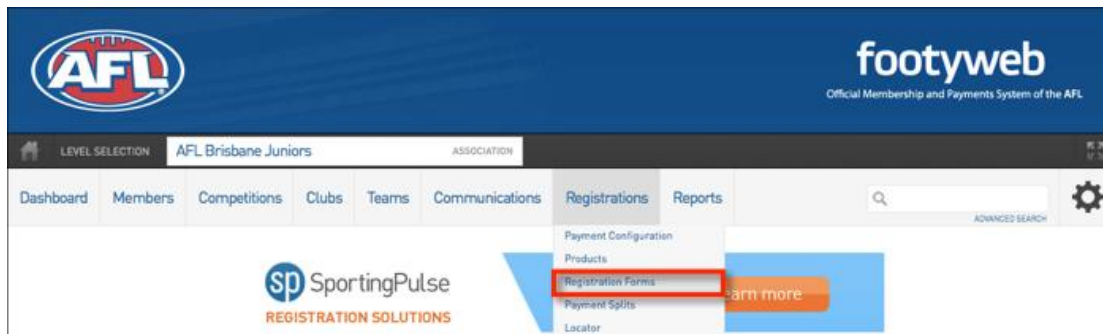 AFL
footyweb
Official Membership and Payments System of the AFL
LEVEL SELECTION AFL Brisbane Juniors ASSOCIATION
Dashboard Members Competitions Clubs Teams Communications Registrations Reports
ADVANCED SEARCH
Payment Configuration
Products
Registration Forms
Payment Splits
Locator
sp SportingPulse
REGISTRATION SOLUTIONS
earn more